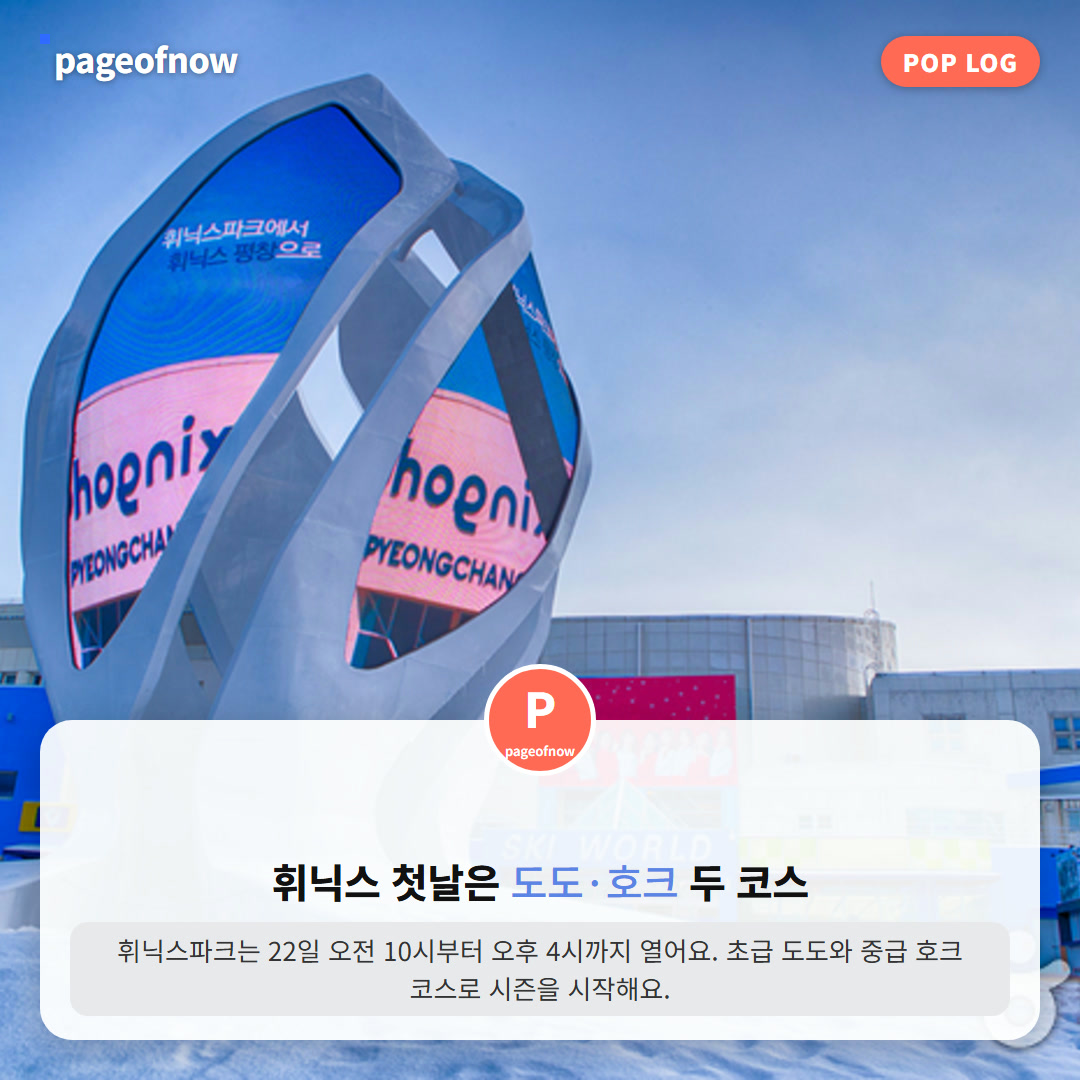 pageofnow
POP LOG
휘닉스파크에서
휘닉스 평창으로
hoenix
PYEONGCHAN
hoeni
PYEONGCHANG
P
pageofnow
SKI WORLD
휘닉스 첫날은 도도·호크 두 코스
휘닉스파크는 22일 오전 10시부터 오후 4시까지 열어요. 초급 도도와 중급 호크
코스로 시즌을 시작해요.